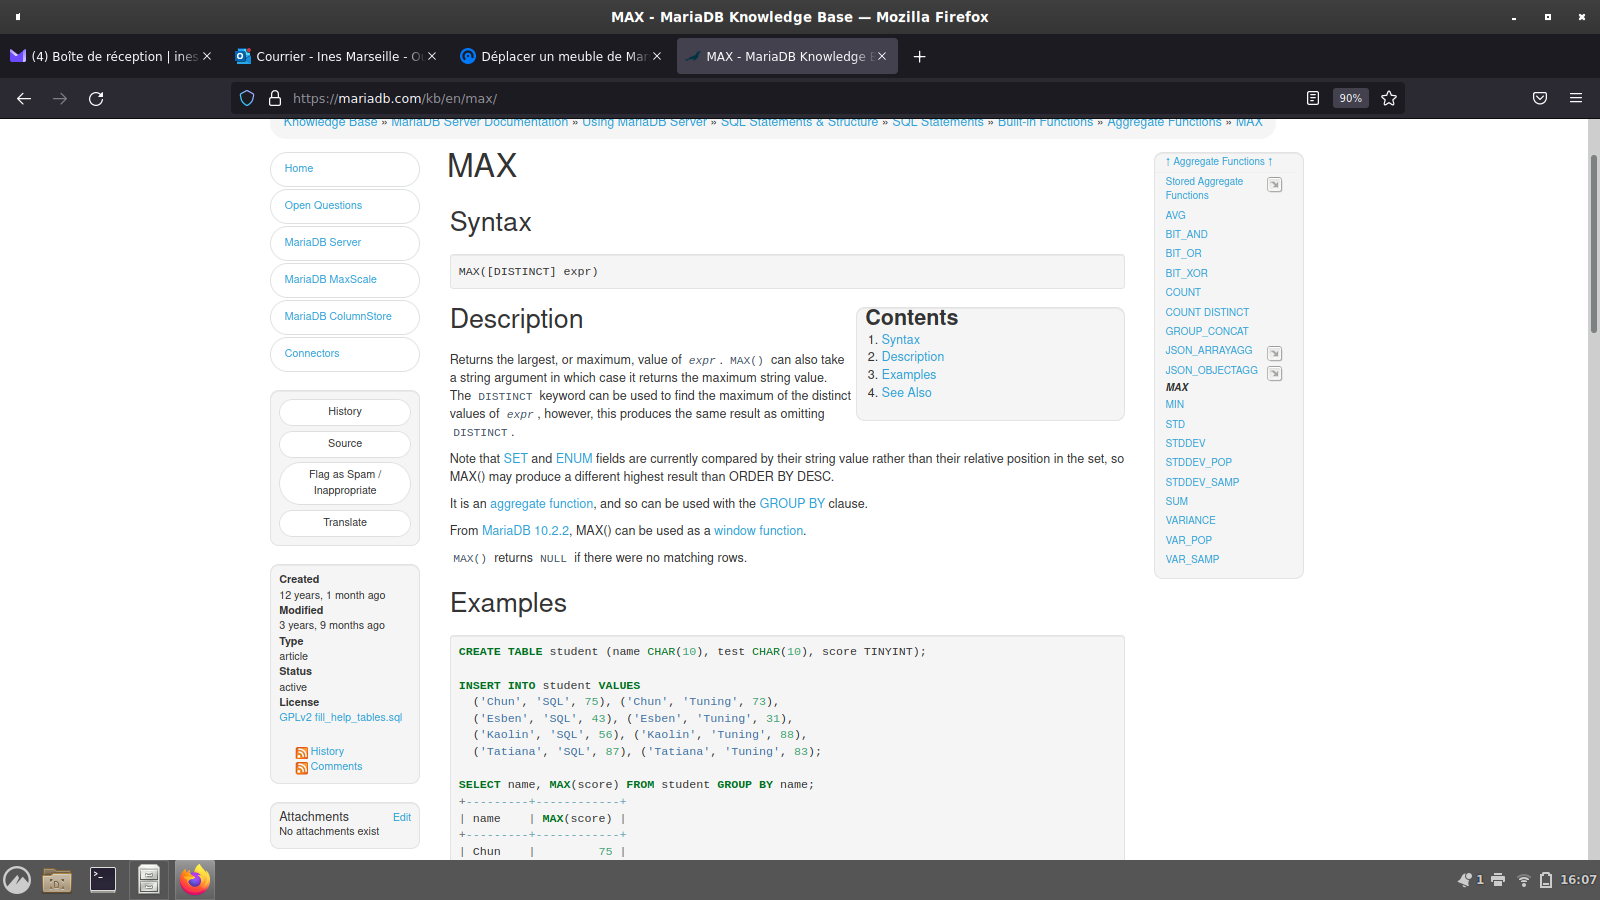 MAX - MariaDB Knowledge Base — Mozilla Firefox
(4) Boîte de réception | ines
Courrier - Ines Marseille - O
Déplacer un meuble de Mar
MAX - MariaDB Knowledge B
https://mariadb.com/kb/en/max/
90%
Knowledge Base » MariaDB Server Documentation » Using MariaDB Server » SQL Statements & Structure » SQL Statements » Built-in Functions » Aggregate Functions » MAX
Home
Open Questions
MariaDB Server
MariaDB MaxScale
MariaDB ColumnStore
Connectors
History
Source
Flag as Spam /
Inappropriate
Translate
Created
12 years, 1 month ago
Modified
3 years, 9 months ago
Type
article
Status
active
License
GPLv2 fill_help_tables.sql
History
Comments
Attachments
Edit
No attachments exist
MAX
Syntax
MAX([DISTINCT] expr)
Description
Returns the largest, or maximum, value of expr. MAX() can also take
a string argument in which case it returns the maximum string value.
The DISTINCT keyword can be used to find the maximum of the distinct
values of expr, however, this produces the same result as omitting
DISTINCT.
Contents
1. Syntax
2. Description
3. Examples
4. See Also
Note that SET and ENUM fields are currently compared by their string value rather than their relative position in the set, so
MAX() may produce a different highest result than ORDER BY DESC.
It is an aggregate function, and so can be used with the GROUP BY clause.
From MariaDB 10.2.2, MAX() can be used as a window function.
MAX() returns NULL if there were no matching rows.
Examples
CREATE TABLE student (name CHAR(10), test CHAR(10), score TINYINT);
INSERT INTO student VALUES
('Chun', 'SQL', 75), ('Chun', 'Tuning', 73),
('Esben', 'SQL', 43), ('Esben', 'Tuning', 31),
('Kaolin', 'SQL', 56), ('Kaolin', 'Tuning', 88),
('Tatiana', 'SQL', 87), ('Tatiana', 'Tuning', 83);
SELECT name, MAX(score) FROM student GROUP BY name;
+---------+------------+
| name    | MAX(score) |
+---------+------------+
| Chun    |         75 |
↑ Aggregate Functions ↑
Stored Aggregate
Functions
AVG
BIT_AND
BIT_OR
BIT_XOR
COUNT
COUNT DISTINCT
GROUP_CONCAT
JSON_ARRAYAGG
JSON_OBJECTAGG
MAX
MIN
STD
STDDEV
STDDEV_POP
STDDEV_SAMP
SUM
VARIANCE
VAR_POP
VAR_SAMP
1
16:07